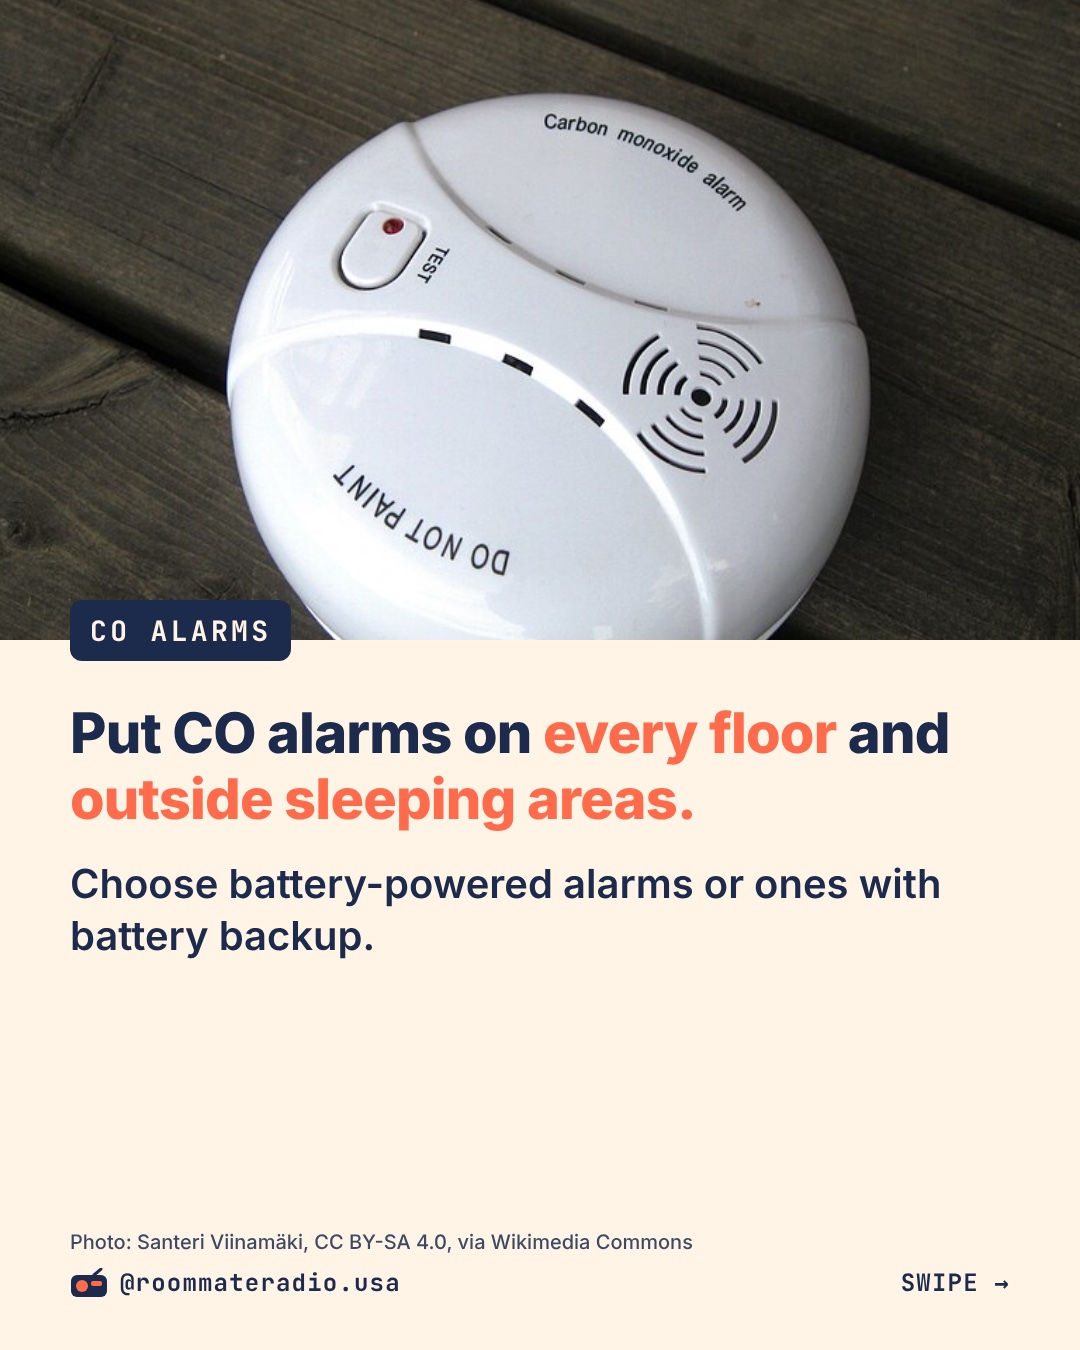 Carbon monoxide alarm
TEST
DO NOT PAINT
CO ALARMS
Put CO alarms on every floor and
outside sleeping areas.
Choose battery-powered alarms or ones with
battery backup.
Photo: Santeri Viinamäki, CC BY-SA 4.0, via Wikimedia Commons
@roommateradio.usa
SWIPE →